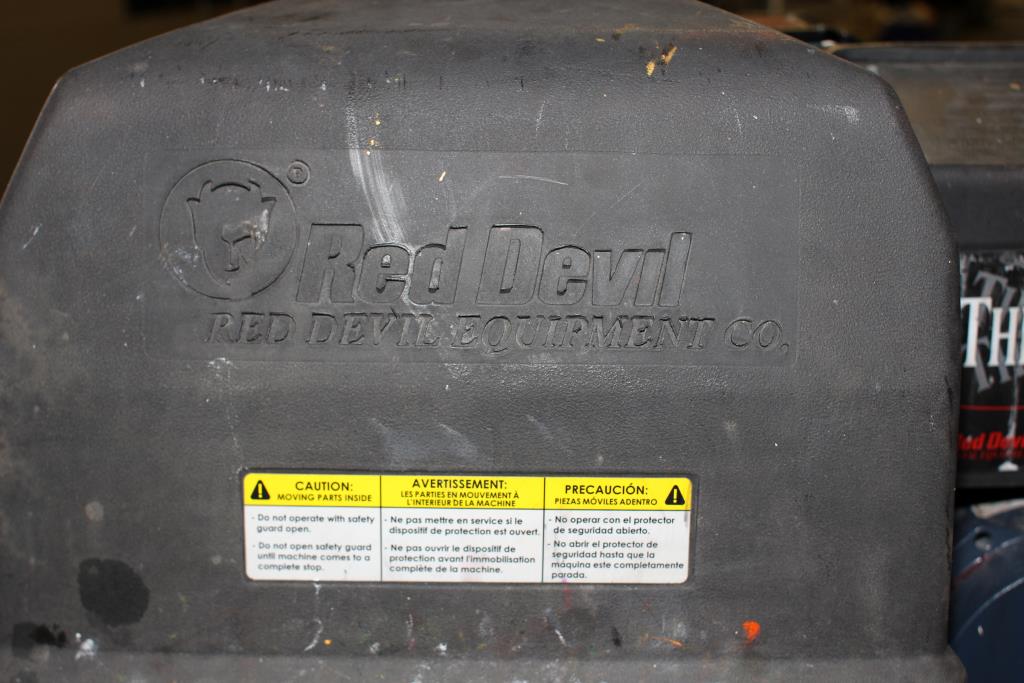 ®
Red Devil
RED DEVIL EQUIPMENT CO.
CAUTION:
MOVING PARTS INSIDE
- Do not operate with safety
guard open.
- Do not open safety guard
until machine comes to a
complete stop.
AVERTISSEMENT:
LES PARTIES EN MOUVEMENT À
L'INTERIEUR DE LA MACHINE
- Ne pas mettre en service si le
dispositif de protection est ouvert.
- Ne pas ouvrir le dispositif de
protection avant l'immobilisation
complète de la machine.
PRECAUCIÓN:
PIEZAS MÓVILES ADENTRO
- No operar con el protector
de seguridad abierto.
- No abrir el protector de
seguridad hasta que la
máquina este completamente
parada.